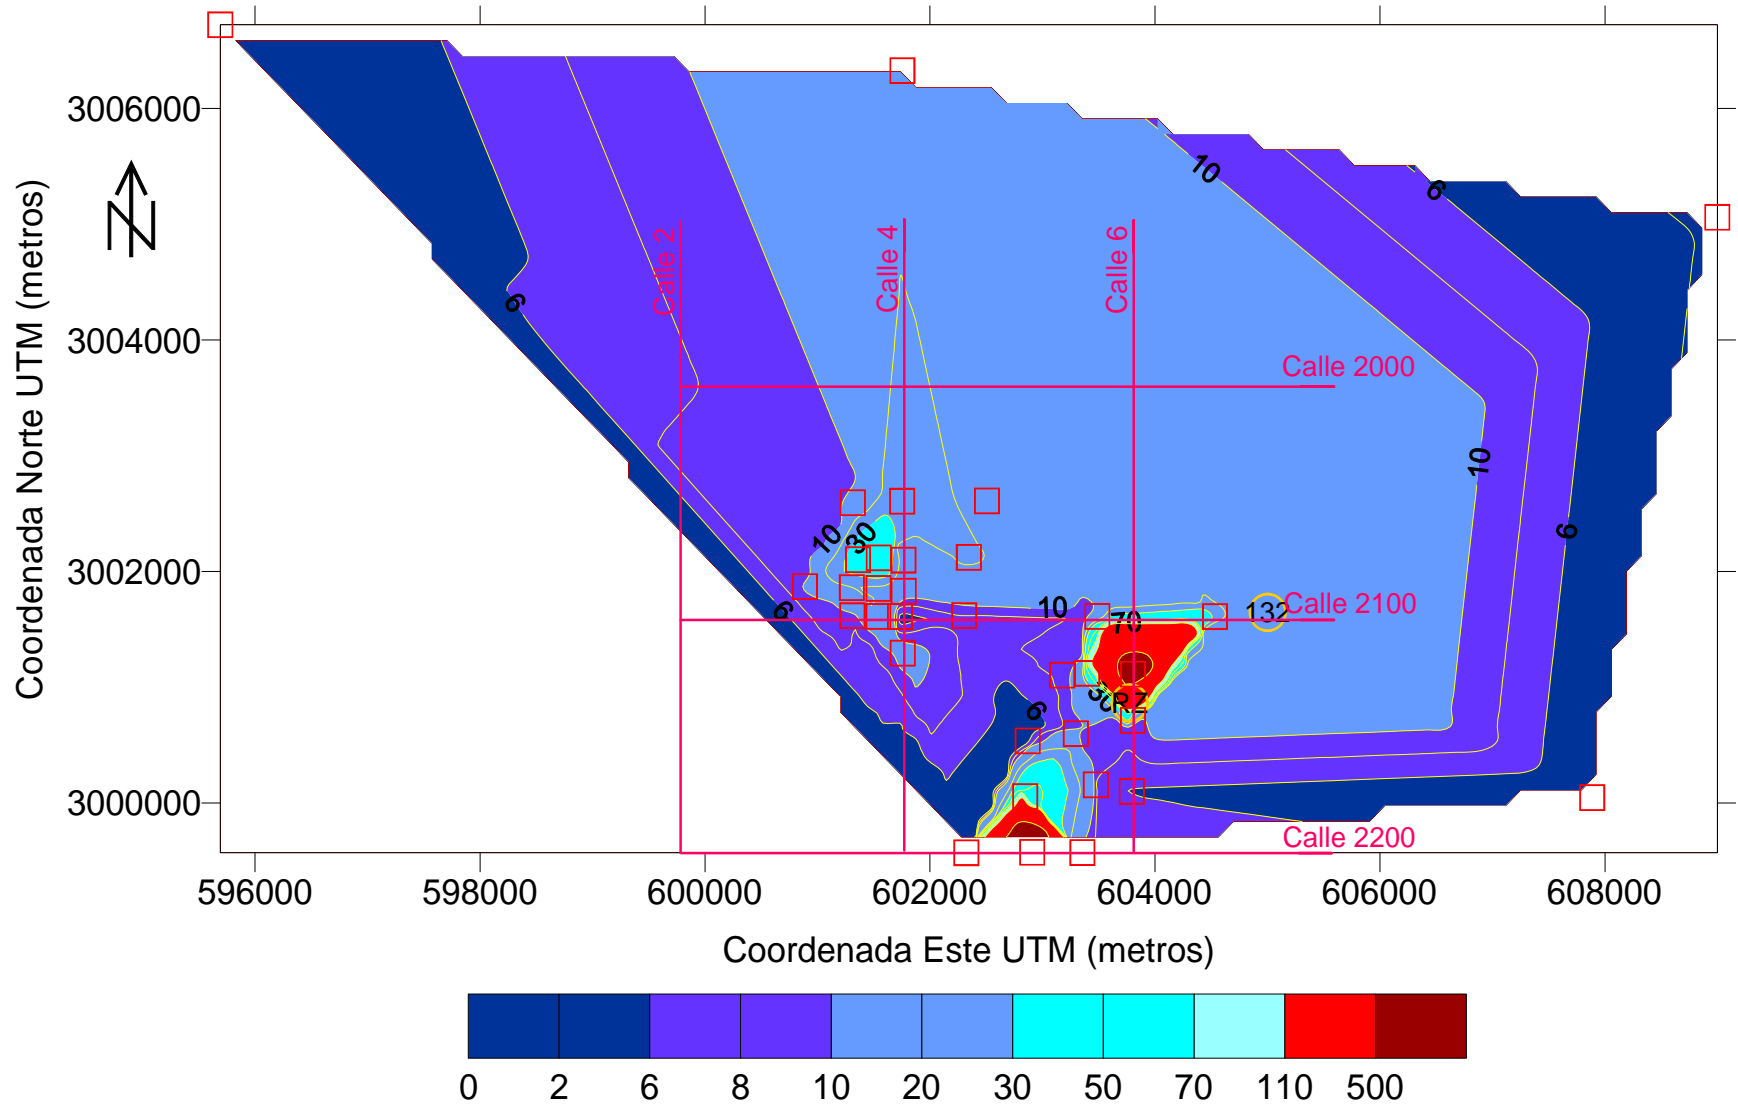 3006000
3004000
3002000
3000000
Coordenada Norte UTM (metros)
N
Calle 2
Calle 4
Calle 6
10
6
6
Calle 2000
10
10
30
6
6
10
70
132
Calle 2100
30
RZ
6
Calle 2200
596000 598000 600000 602000 604000 606000 608000
Coordenada Este UTM (metros)
0 2 6 8 10 20 30 50 70 110 500